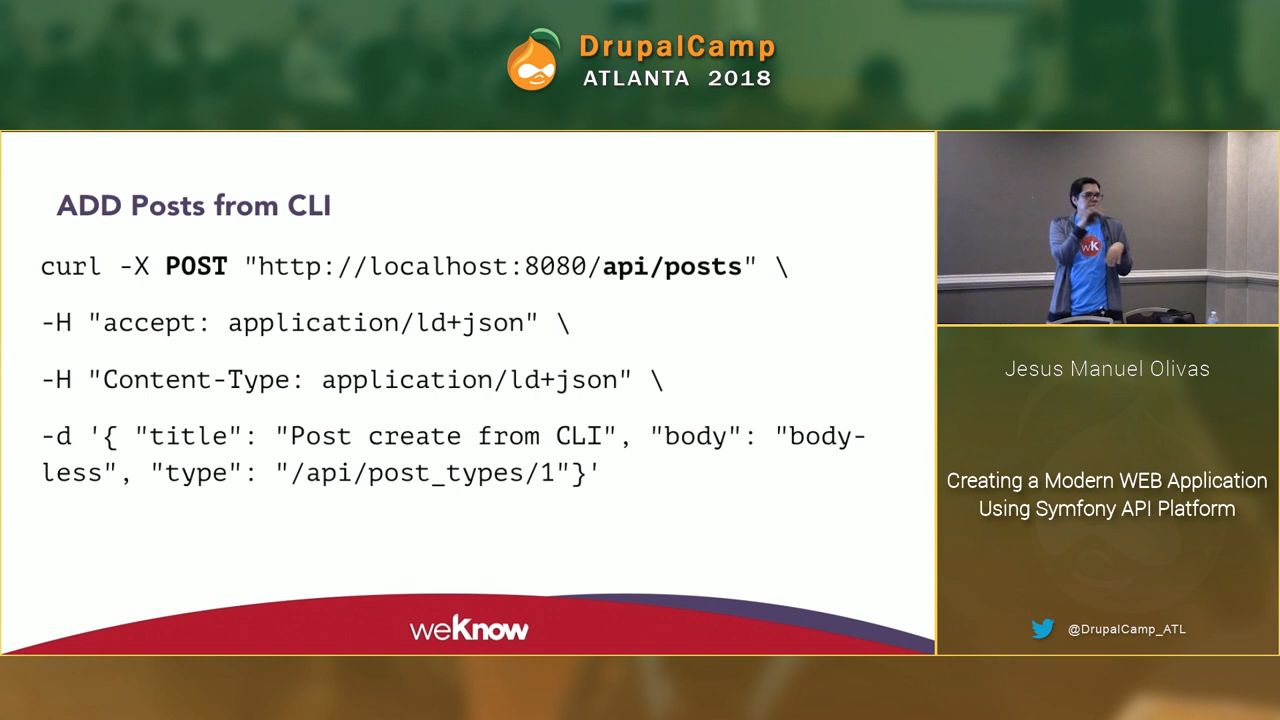 DrupalCamp
ATLANTA 2018
ADD Posts from CLI
curl -X POST "http://localhost:8080/api/posts" \
-H "accept: application/ld+json" \
-H "Content-Type: application/ld+json" \
-d '{ "title": "Post create from CLI", "body": "body-
less", "type": "/api/post_types/1"}'
weKnow
wk
Jesus Manuel Olivas
Creating a Modern WEB Application
Using Symfony API Platform
@DrupalCamp_ATL